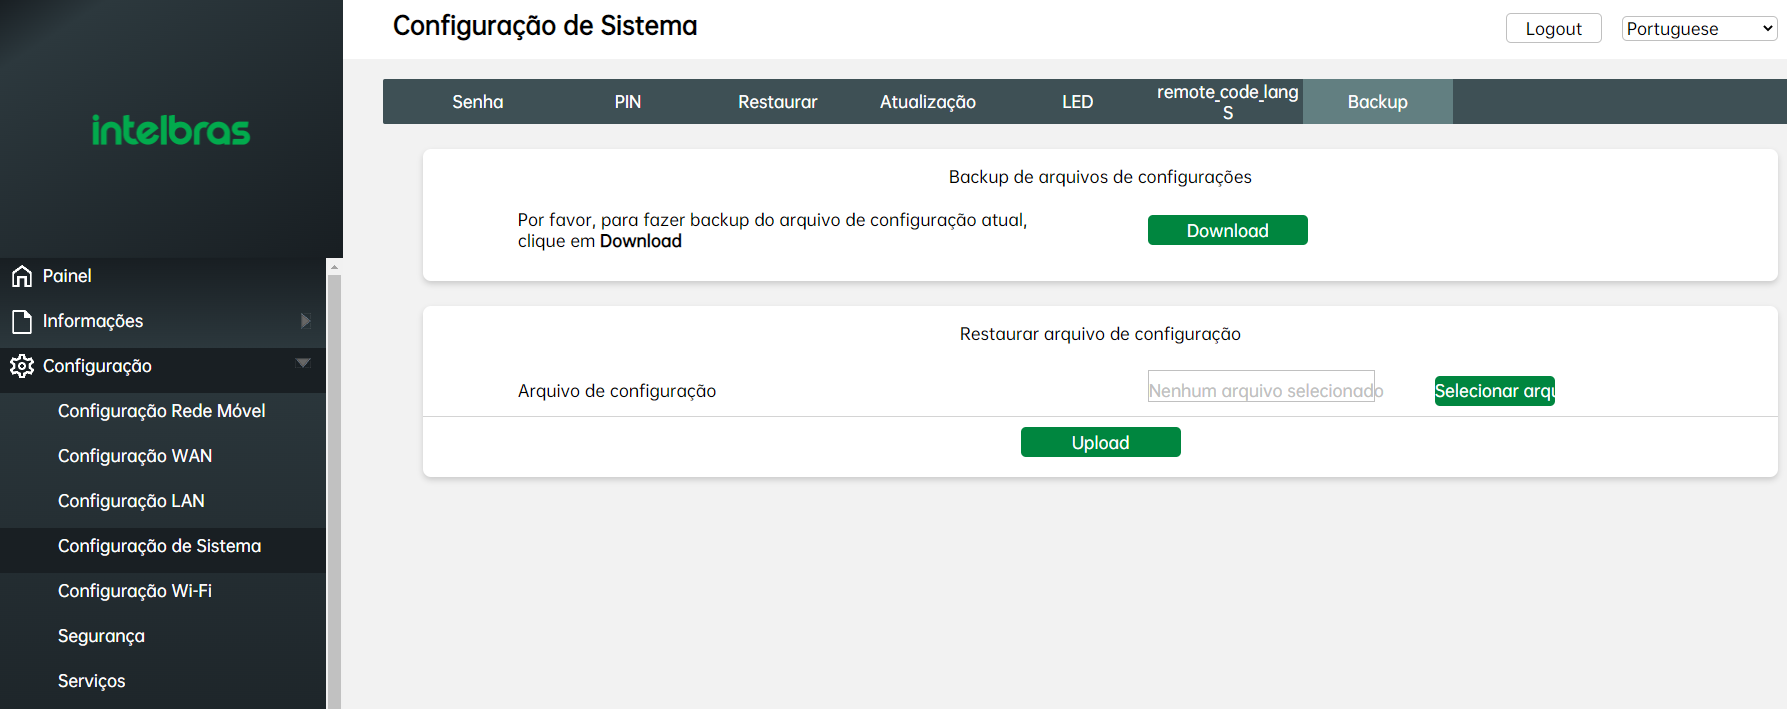 Configuração de Sistema
Logout
Portuguese
intelbras
Senha
PIN
Restaurar
Atualização
LED
remote_code_lang
S
Backup
Backup de arquivos de configurações
Por favor, para fazer backup do arquivo de configuração atual,
clique em Download
Download
Restaurar arquivo de configuração
Arquivo de configuração
Nenhum arquivo selecionado
Selecionar arqu
Upload
Painel
Informações
Configuração
Configuração Rede Móvel
Configuração WAN
Configuração LAN
Configuração de Sistema
Configuração Wi-Fi
Segurança
Serviços